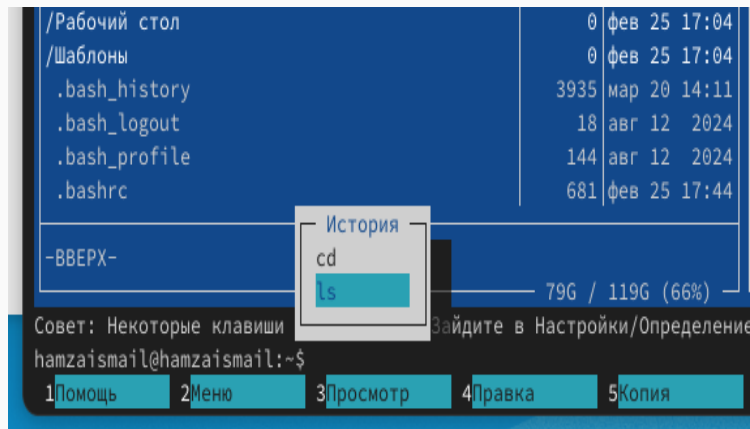 /Рабочий стол 0 фев 25 17:04
/Шаблоны 0 фев 25 17:04
.bash_history 3935 мар 20 14:11
.bash_logout 18 авг 12 2024
.bash_profile 144 авг 12 2024
.bashrc 681 фев 25 17:44
История
-ВВЕРХ-
cd
ls
79G / 119G (66%)
Совет: Некоторые клавиши Зайдите в Настройки/Определение
hamzaismail@hamzaismail:~$
1Помощь 2Меню 3Просмотр 4Правка 5Копия